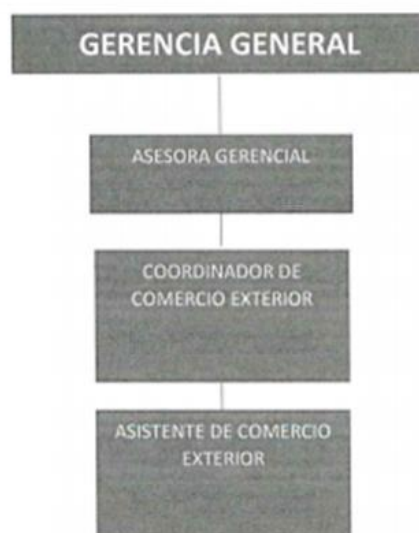 GERENCIA GENERAL
ASESORA GERENCIAL
COORDINADOR DE
COMERCIO EXTERIOR
ASISTENTE DE COMERCIO
EXTERIOR